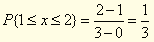 P{1≤x≤2} = (2−1)/(3−0) = 1/3